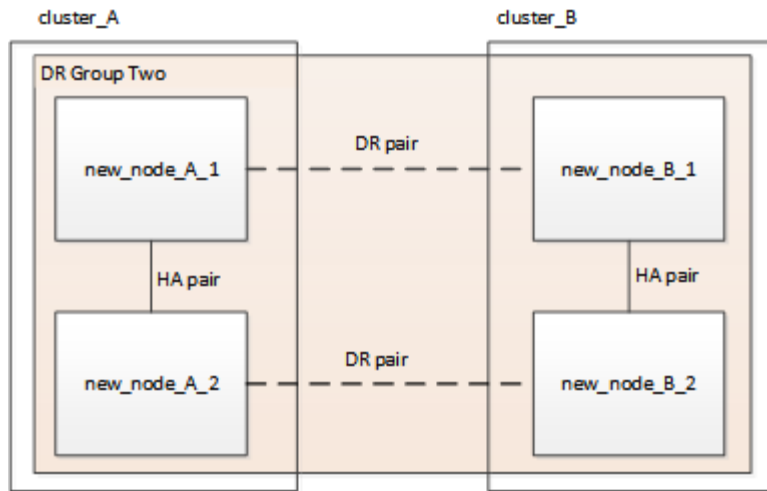 cluster_A
cluster_B
DR Group Two
new_node_A_1
DR pair
new_node_B_1
HA pair
HA pair
new_node_A_2
DR pair
new_node_B_2